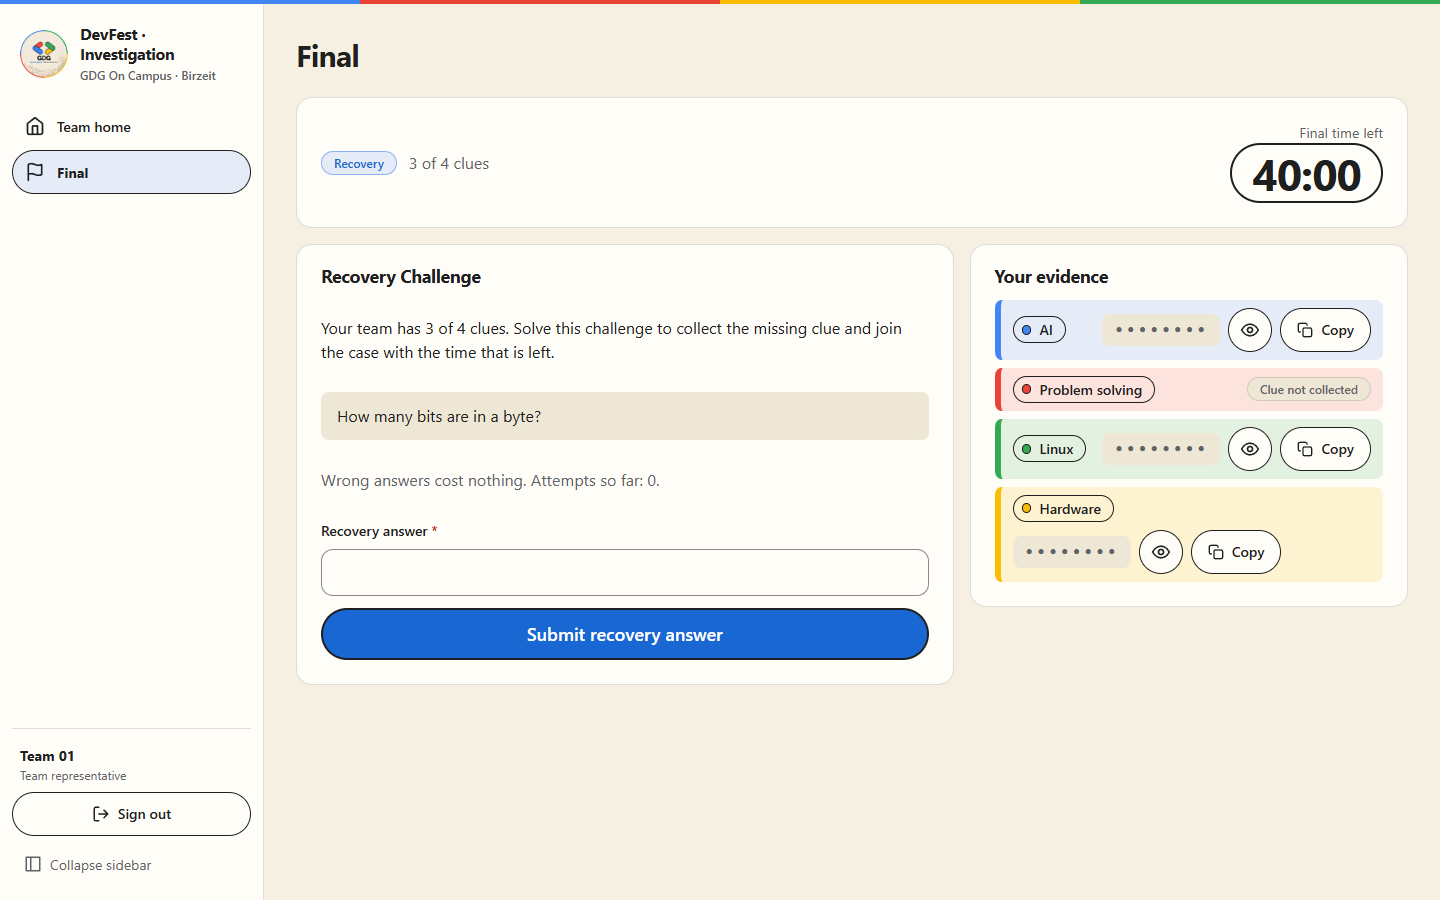 DevFest ·
Investigation
GDG On Campus · Birzeit
Team home
Final
Team 01
Team representative
Sign out
Collapse sidebar
Final
Recovery
3 of 4 clues
Final time left
40:00
Recovery Challenge
Your team has 3 of 4 clues. Solve this challenge to collect the missing clue and join
the case with the time that is left.
How many bits are in a byte?
Wrong answers cost nothing. Attempts so far: 0.
Recovery answer *
Submit recovery answer
Your evidence
AI •••••••• Copy
Problem solving Clue not collected
Linux •••••••• Copy
Hardware
•••••••• Copy